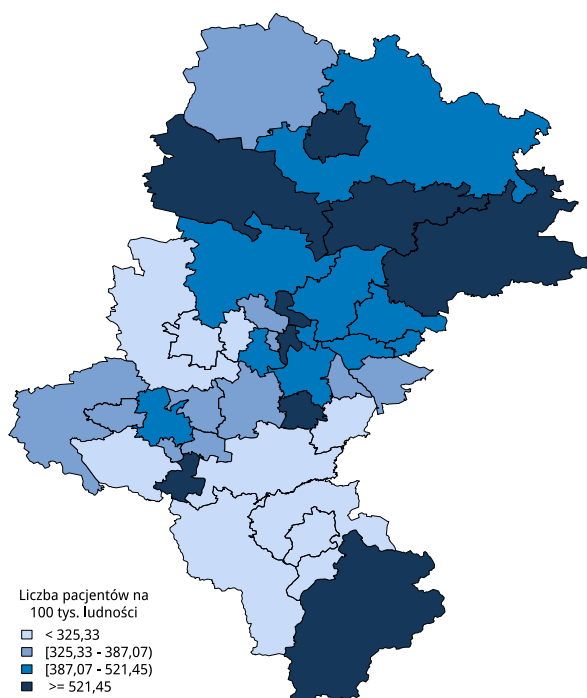 Liczba pacjentów na
100 tys. ludności
< 325,33
[325,33 - 387,07)
[387,07 - 521,45)
>= 521,45